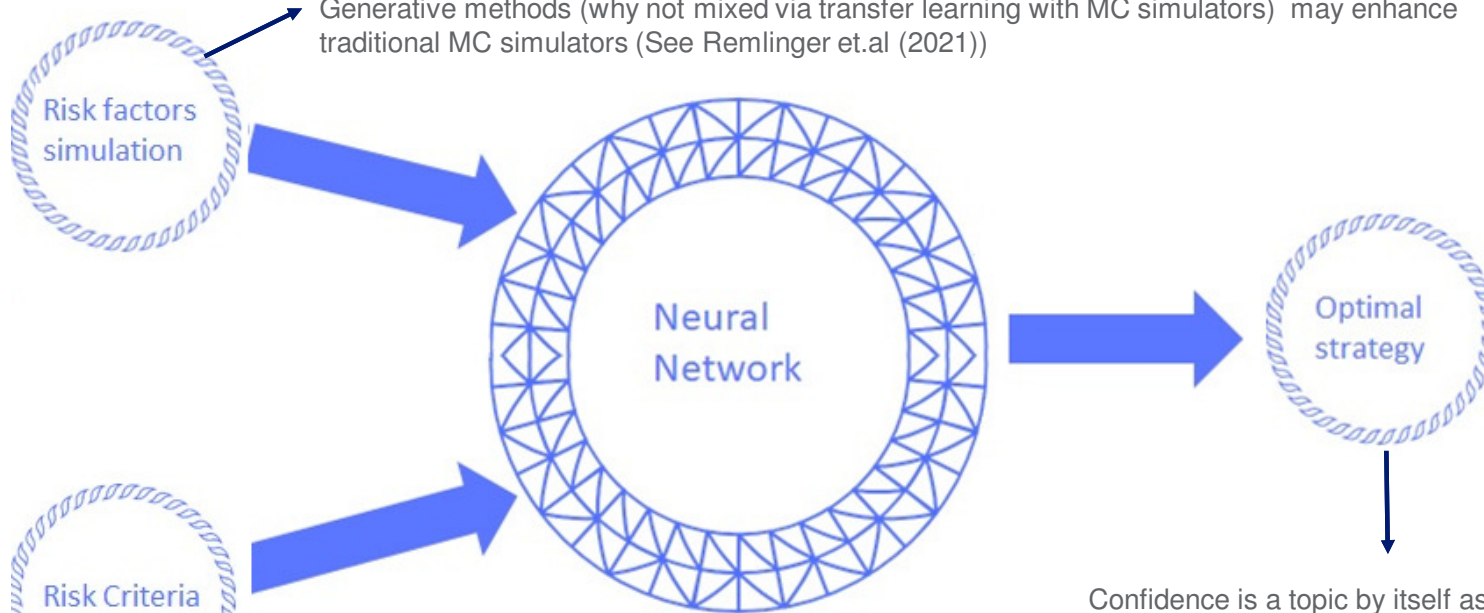 Generative methods (why not mixed via transfer learning with MC simulators) may enhance
traditional MC simulators (See Remlinger et.al (2021))
Risk factors
simulation
Neural
Network
Optimal
strategy
Risk Criteria
Confidence is a topic by itself as